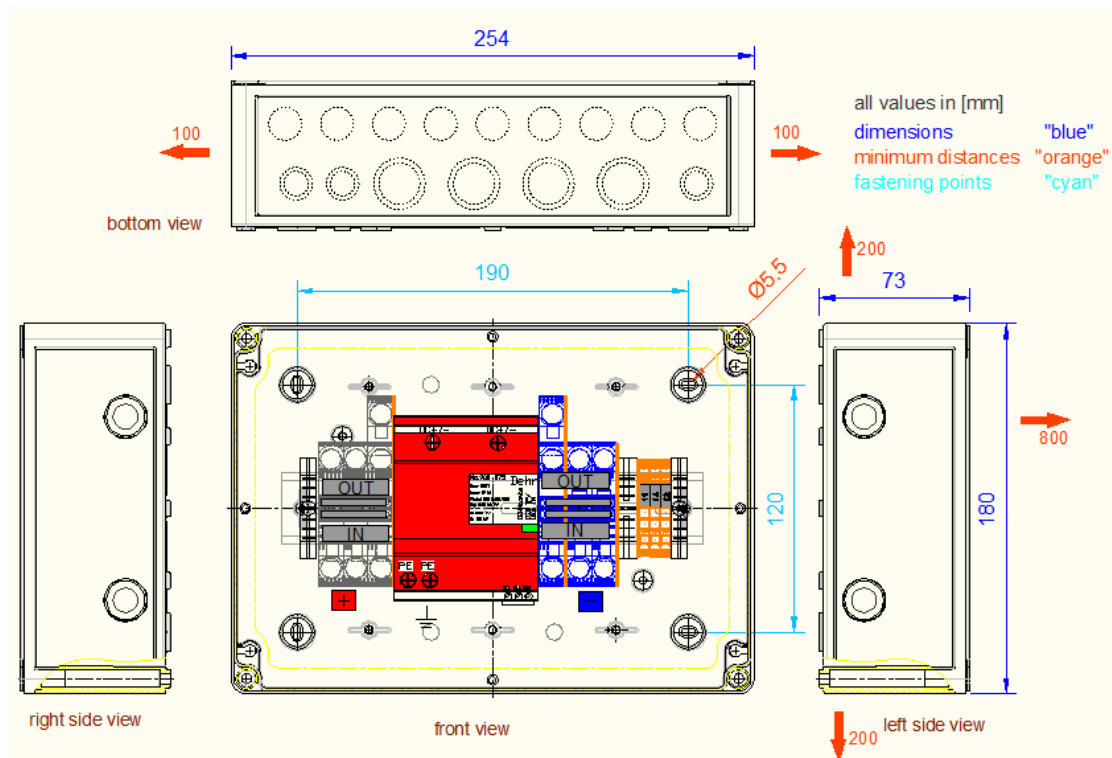 254
all values in [mm]
dimensions "blue"
minimum distances "orange"
fastening points "cyan"
100
100
bottom view
200
190
Ø5,5
73
800
OUT
OUT
Dehn
IN
IN
120
180
PE PE
+
−
right side view
front view
left side view
200